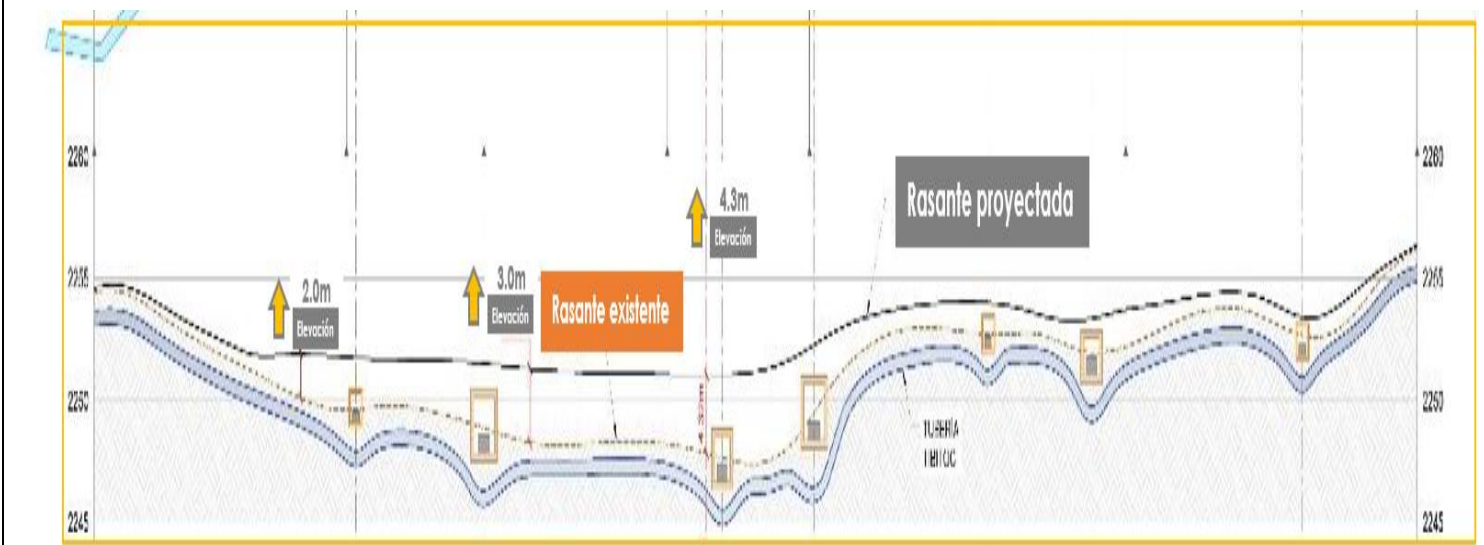 2260
2260
4.3m
Elevación
Rasante proyectada
2255
2255
2.0m
Elevación
3.0m
Elevación
Rasante existente
2250
2250
TUBERÍA
TIBITOC
2245
2245